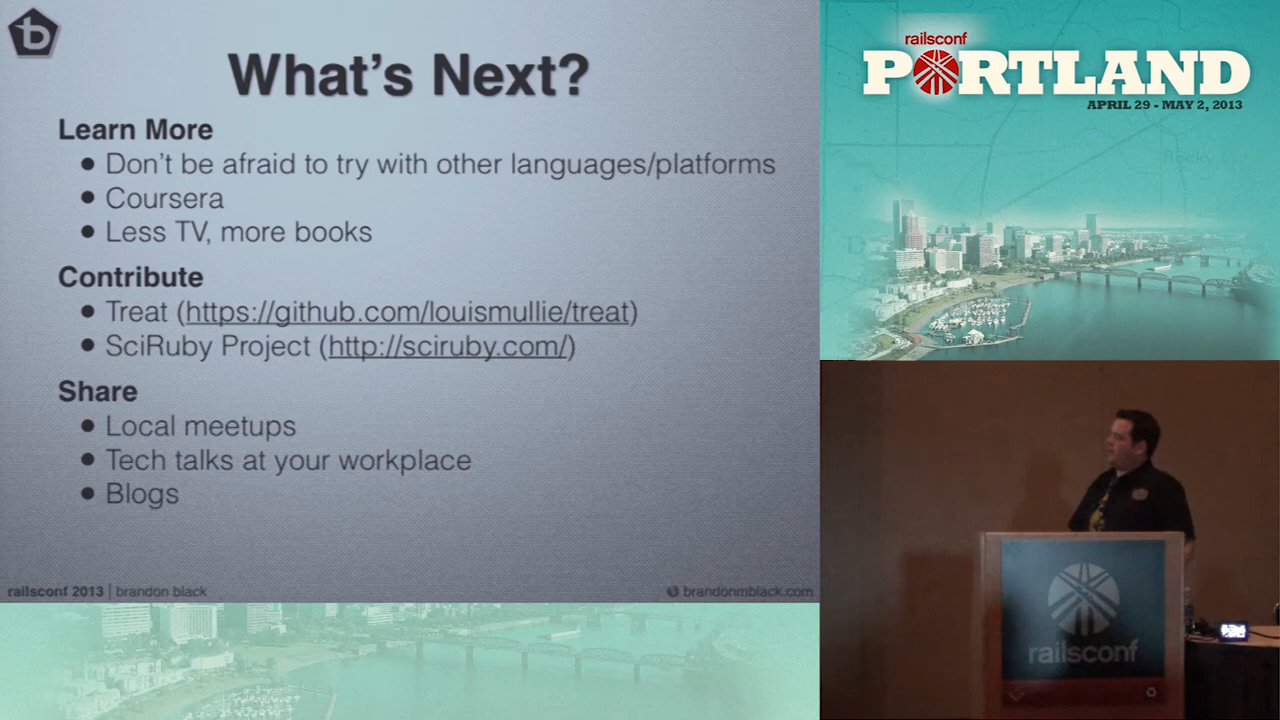 What's Next?
Learn More
• Don't be afraid to try with other languages/platforms
• Coursera
• Less TV, more books
Contribute
• Treat (https://github.com/louismullie/treat)
• SciRuby Project (http://sciruby.com/)
Share
• Local meetups
• Tech talks at your workplace
• Blogs
railsconf 2013 | brandon black
brandonmblack.com
railsconf
PORTLAND
APRIL 29 - MAY 2, 2013
railsconf